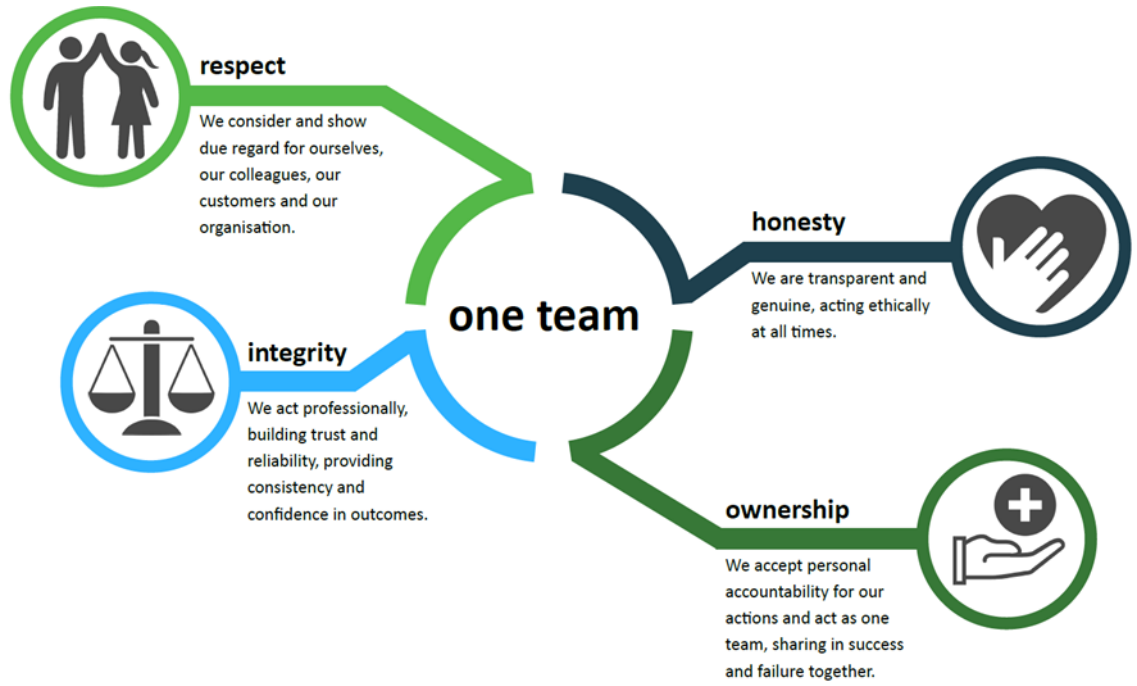 respect
We consider and show
due regard for ourselves,
our colleagues, our
customers and our
organisation.
honesty
We are transparent and
genuine, acting ethically
at all times.
one team
integrity
We act professionally,
building trust and
reliability, providing
consistency and
confidence in outcomes.
ownership
We accept personal
accountability for our
actions and act as one
team, sharing in success
and failure together.